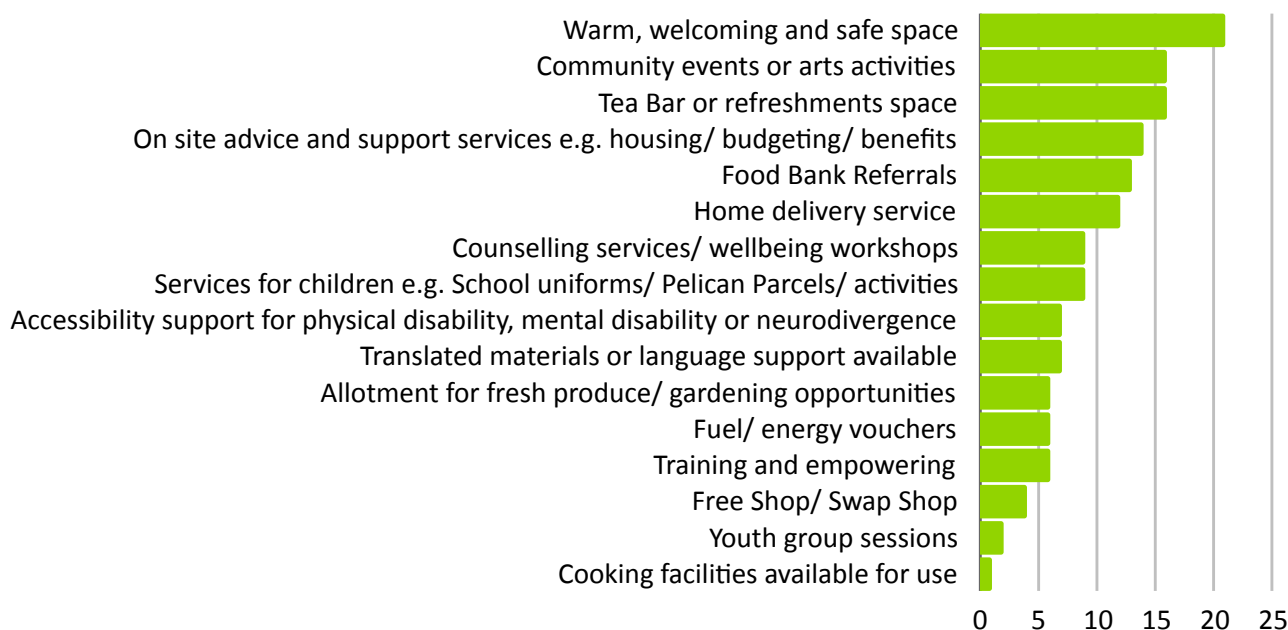 Warm, welcoming and safe space
Community events or arts activities
Tea Bar or refreshments space
On site advice and support services e.g. housing/ budgeting/ benefits
Food Bank Referrals
Home delivery service
Counselling services/ wellbeing workshops
Services for children e.g. School uniforms/ Pelican Parcels/ activities
Accessibility support for physical disability, mental disability or neurodivergence
Translated materials or language support available
Allotment for fresh produce/ gardening opportunities
Fuel/ energy vouchers
Training and empowering
Free Shop/ Swap Shop
Youth group sessions
Cooking facilities available for use
0 5 10 15 20 25